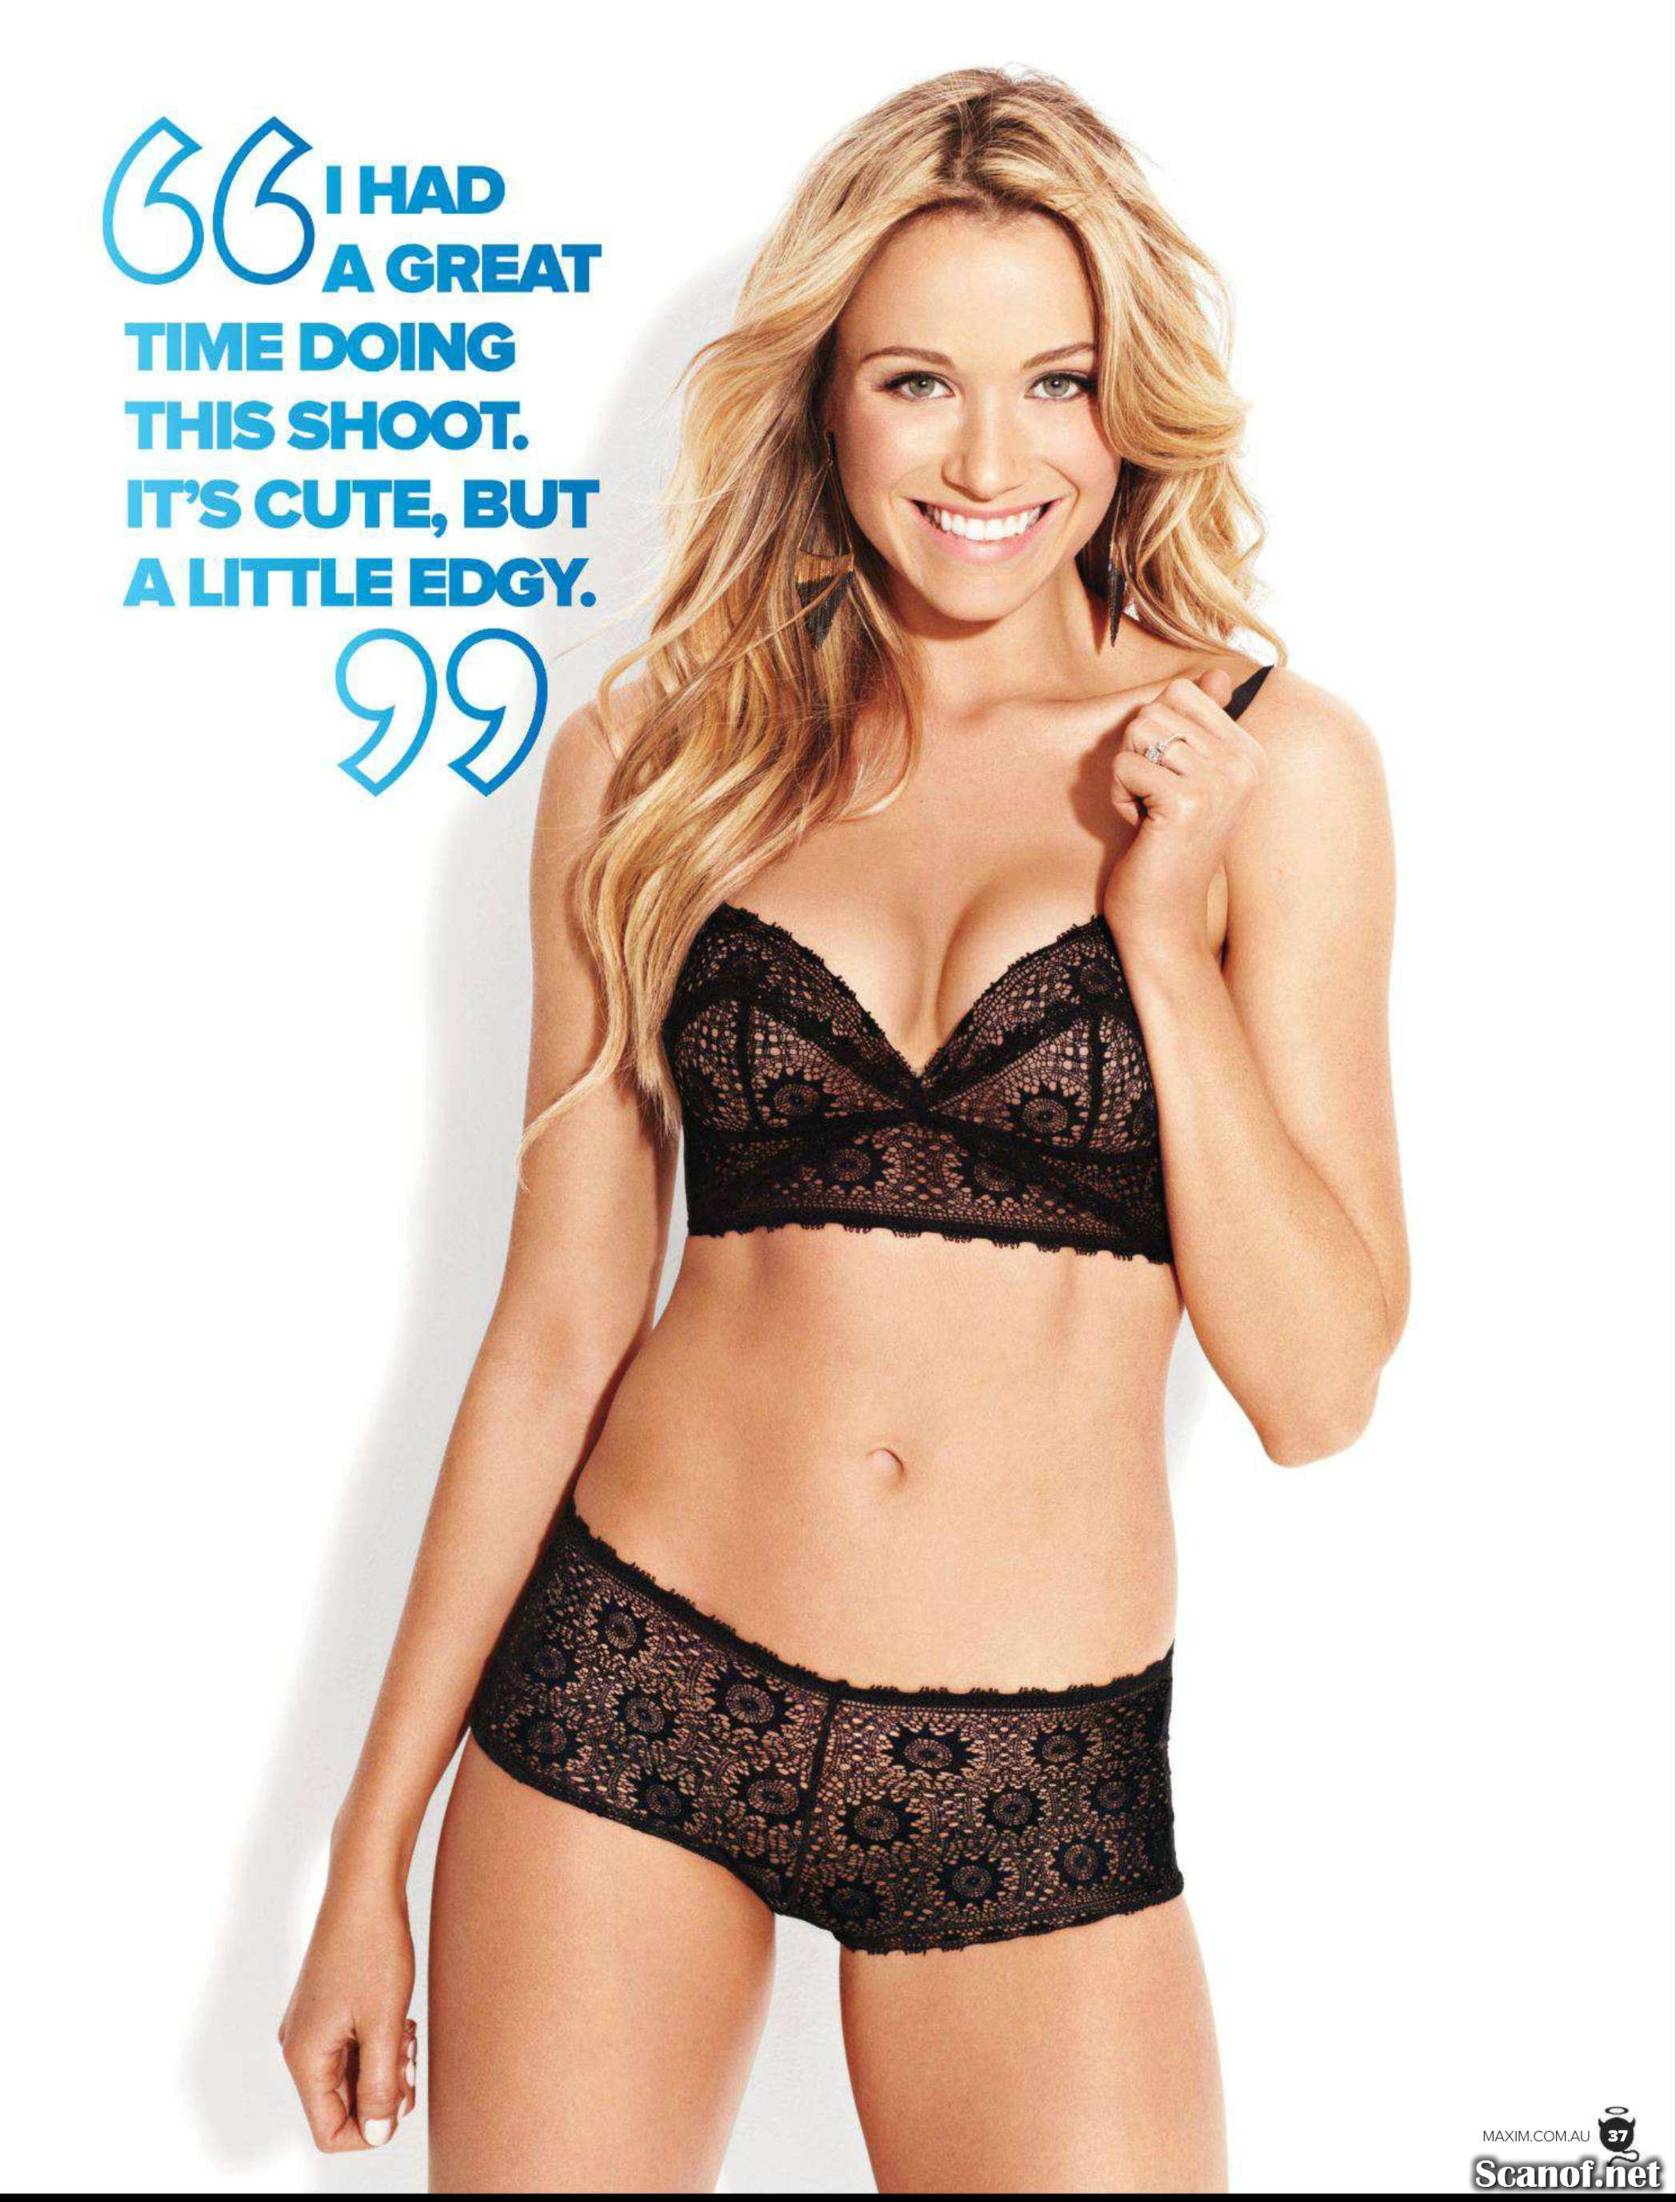 “I HAD
A GREAT
TIME DOING
THIS SHOOT.
IT'S CUTE, BUT
A LITTLE EDGY.
”
MAXIM.COM.AU 37
Scanof.net